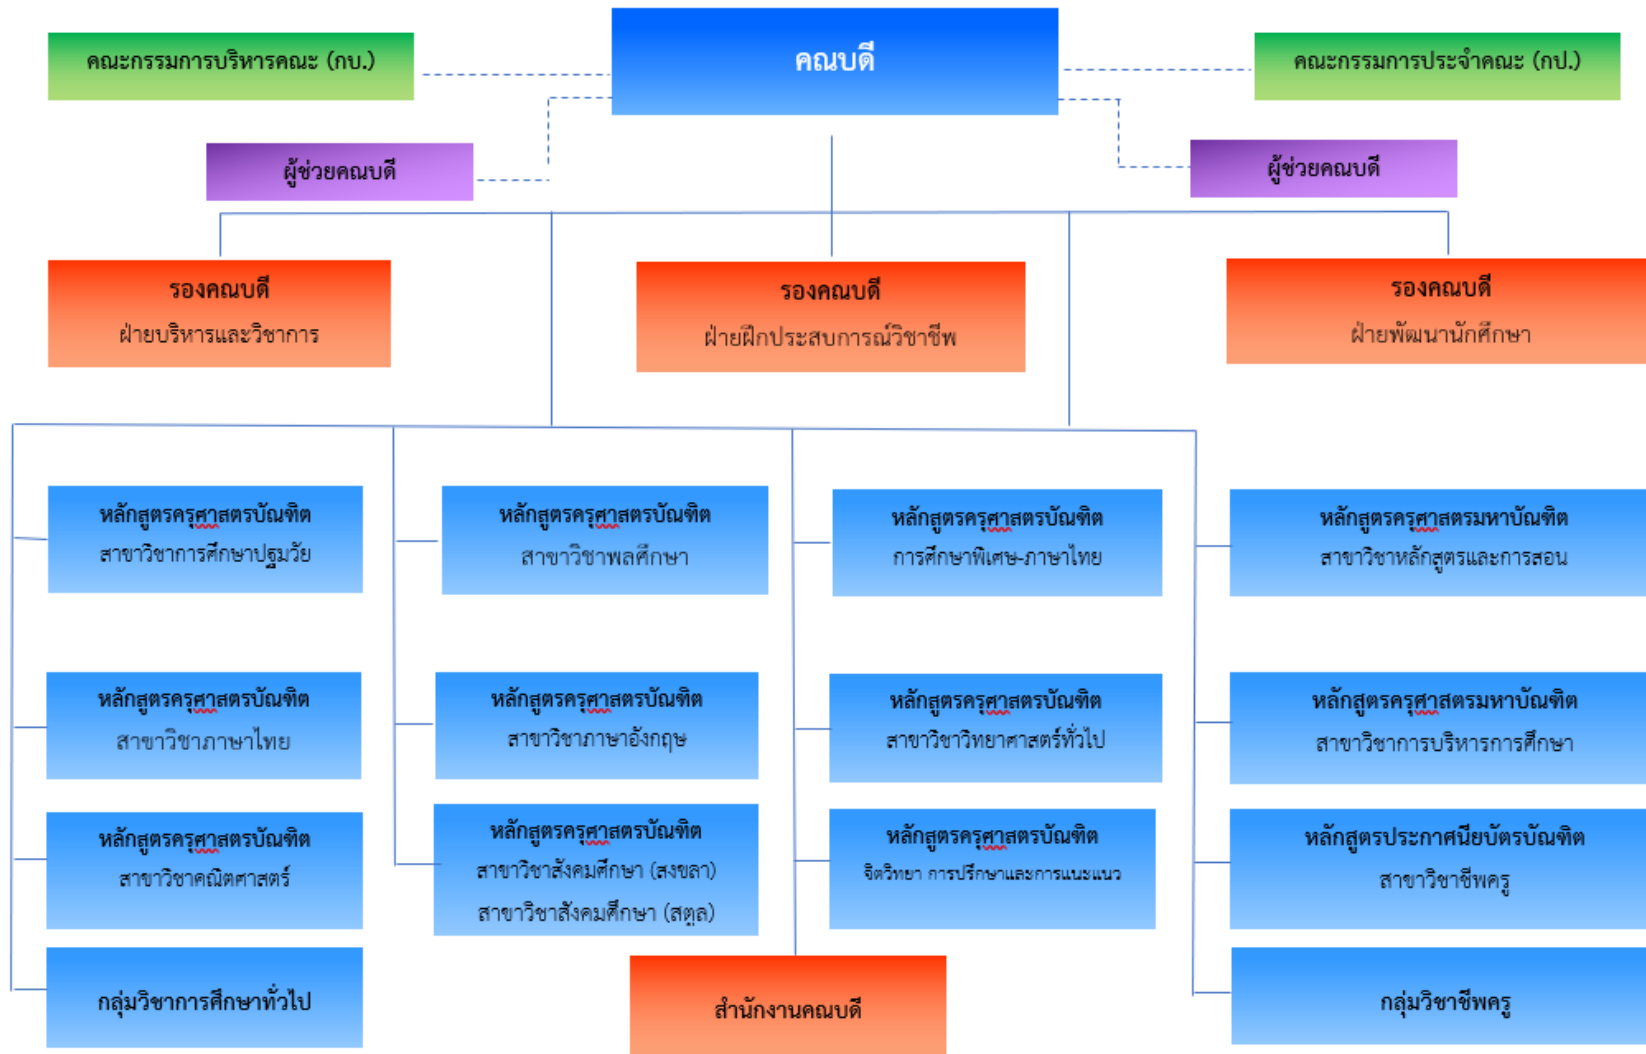 คณบดี
คณะกรรมการบริหารคณะ (กบ.)
คณะกรรมการประจำคณะ (กป.)
ผู้ช่วยคณบดี
ผู้ช่วยคณบดี
รองคณบดี
ฝ่ายบริหารและวิชาการ
รองคณบดี
ฝ่ายฝึกประสบการณ์วิชาชีพ
รองคณบดี
ฝ่ายพัฒนานักศึกษา
หลักสูตรครุศาสตรบัณฑิต
สาขาวิชาการศึกษาปฐมวัย
หลักสูตรครุศาสตรบัณฑิต
สาขาวิชาพลศึกษา
หลักสูตรครุศาสตรบัณฑิต
การศึกษาพิเศษ-ภาษาไทย
หลักสูตรครุศาสตรมหาบัณฑิต
สาขาวิชาหลักสูตรและการสอน
หลักสูตรครุศาสตรบัณฑิต
สาขาวิชาภาษาไทย
หลักสูตรครุศาสตรบัณฑิต
สาขาวิชาภาษาอังกฤษ
หลักสูตรครุศาสตรบัณฑิต
สาขาวิชาวิทยาศาสตร์ทั่วไป
หลักสูตรครุศาสตรมหาบัณฑิต
สาขาวิชาการบริหารการศึกษา
หลักสูตรครุศาสตรบัณฑิต
สาขาวิชาคณิตศาสตร์
หลักสูตรครุศาสตรบัณฑิต
สาขาวิชาสังคมศึกษา (สงขลา)
สาขาวิชาสังคมศึกษา (สตูล)
หลักสูตรครุศาสตรบัณฑิต
จิตวิทยา การปรึกษาและการแนะแนว
หลักสูตรประกาศนียบัตรบัณฑิต
สาขาวิชาชีพครู
กลุ่มวิชาการศึกษาทั่วไป
สำนักงานคณบดี
กลุ่มวิชาชีพครู